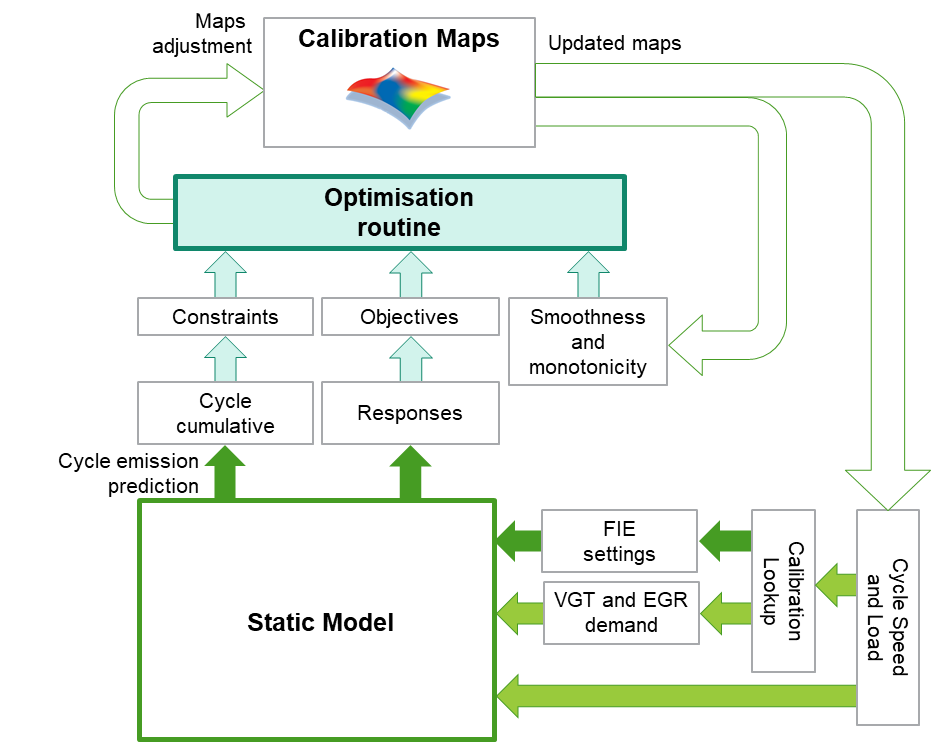 Maps
adjustment
Calibration Maps
Updated maps
Optimisation
routine
Constraints
Objectives
Smoothness
and
monotonicity
Cycle
cumulative
Responses
Cycle emission
prediction
Static Model
FIE
settings
VGT and EGR
demand
Calibration
Lookup
Cycle Speed
and Load